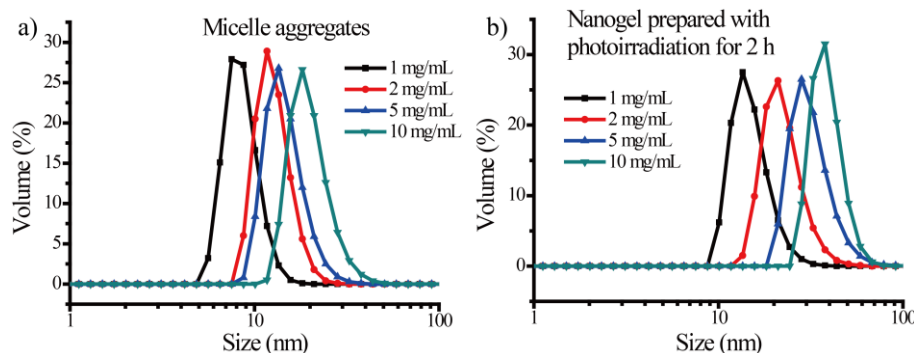 a)
Micelle aggregates
1 mg/mL
2 mg/mL
5 mg/mL
10 mg/mL
30
25
20
15
10
5
0
Volume (%)
1
10
100
Size (nm)
b)
Nanogel prepared with
photoirradiation for 2 h
1 mg/mL
2 mg/mL
5 mg/mL
10 mg/mL
30
20
10
0
Volume (%)
1
10
100
Size (nm)